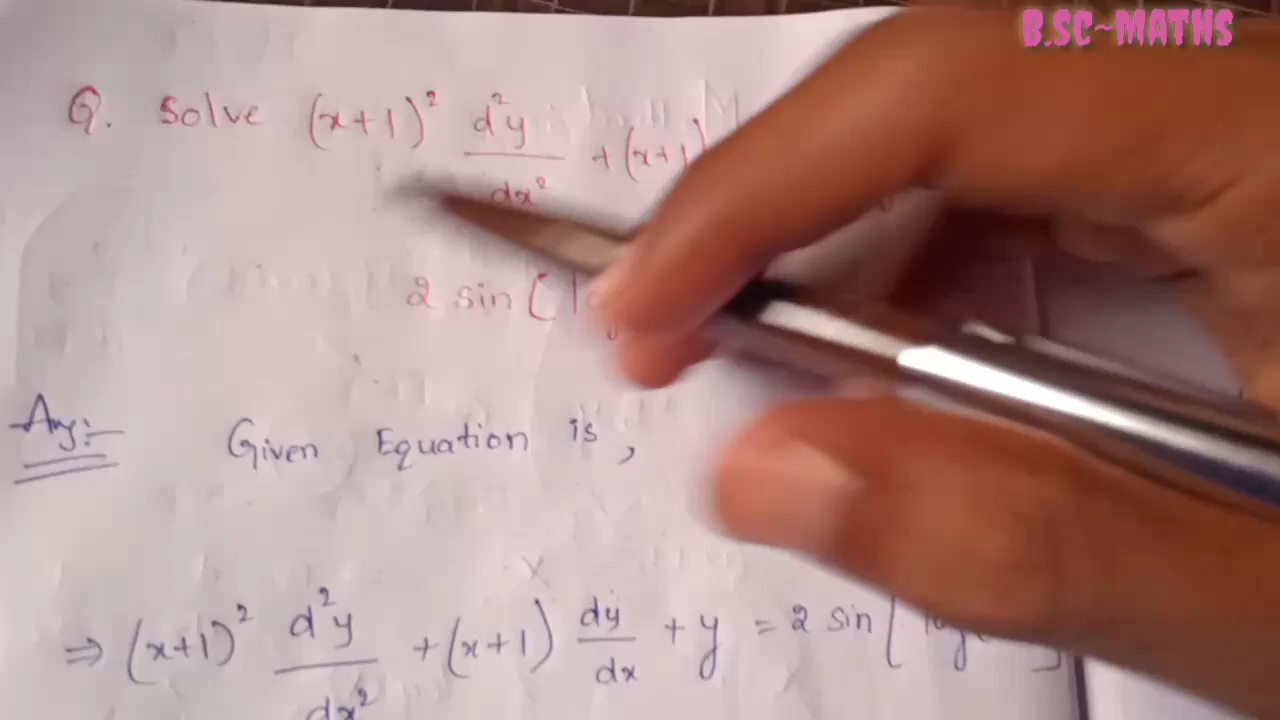 B.SC~MATHS
Q. Solve (x+1)² d²y/dx² + (x+1)
2 sin [
Ans:-
Given Equation is,
⇒ (x+1)² d²y/dx² + (x+1) dy/dx + y = 2 sin [